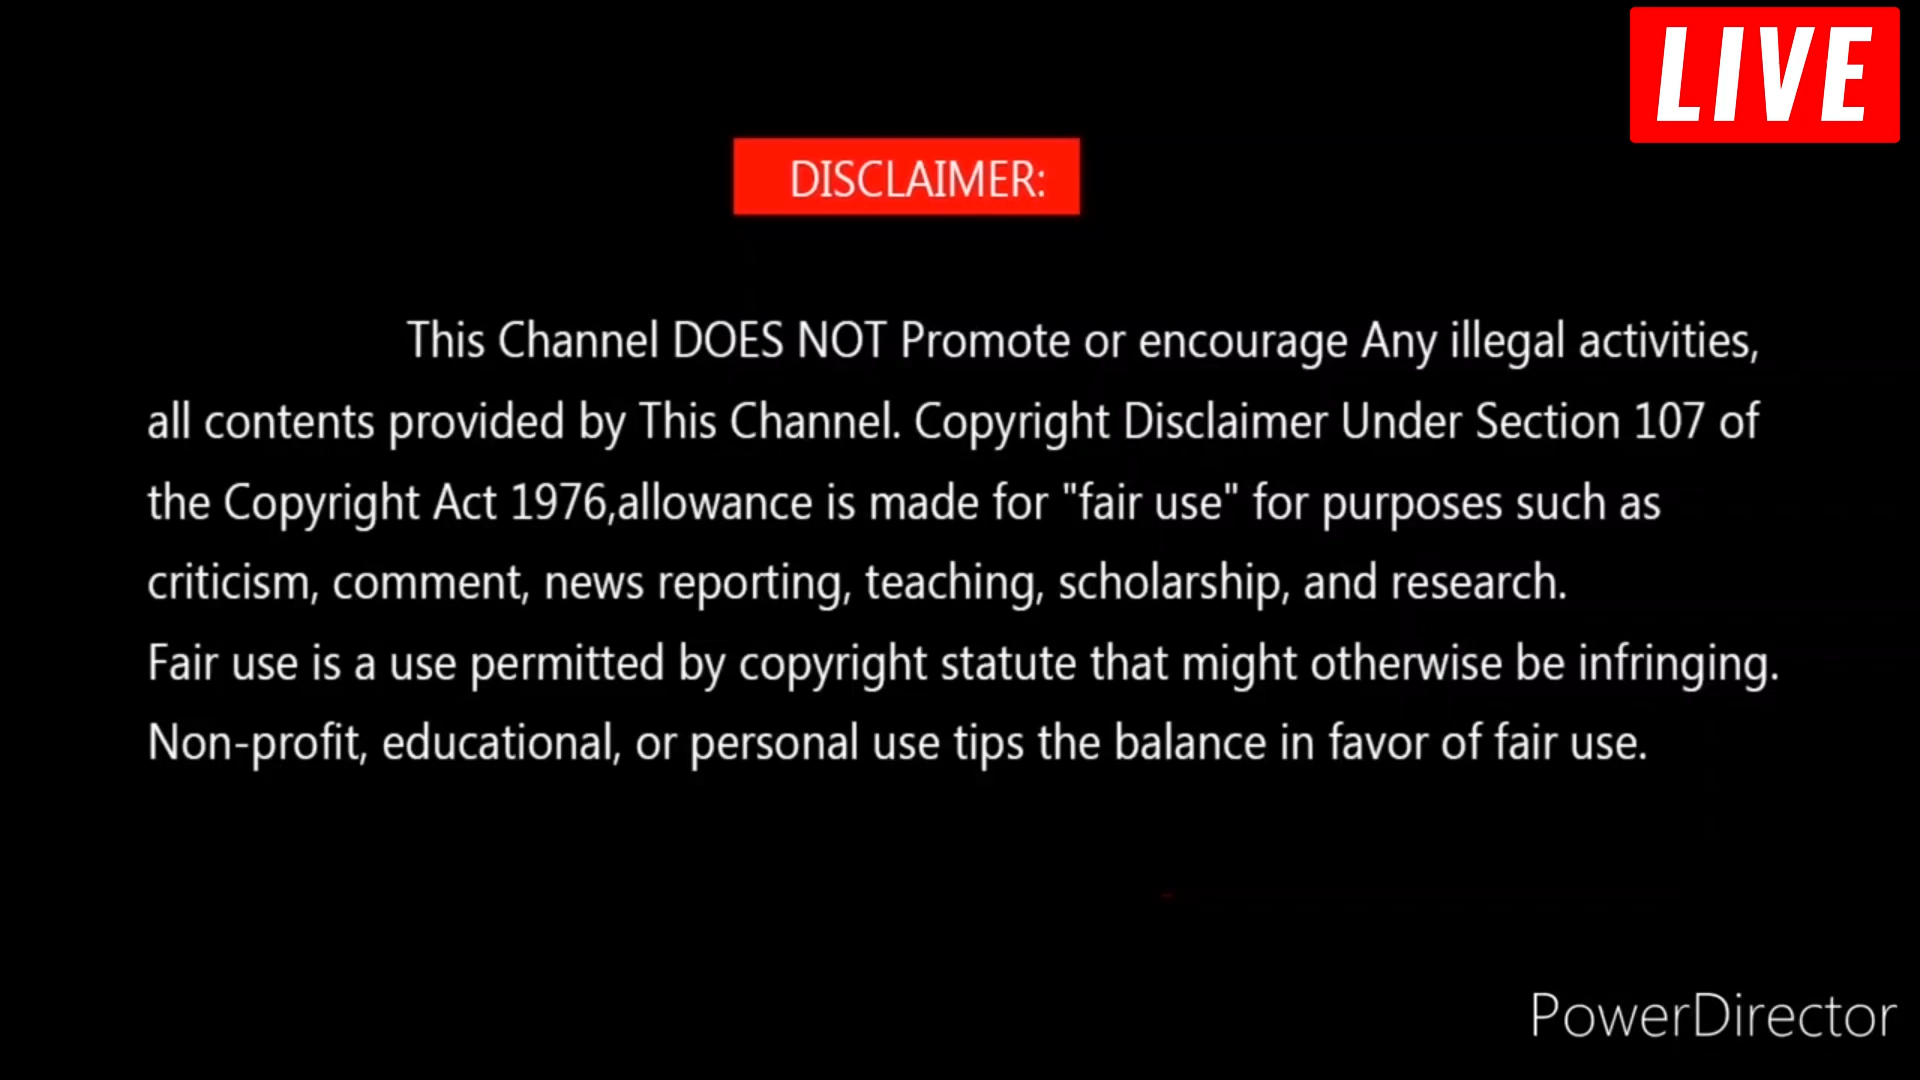 LIVE
DISCLAIMER:
This Channel DOES NOT Promote or encourage Any illegal activities,
all contents provided by This Channel. Copyright Disclaimer Under Section 107 of
the Copyright Act 1976,allowance is made for "fair use" for purposes such as
criticism, comment, news reporting, teaching, scholarship, and research.
Fair use is a use permitted by copyright statute that might otherwise be infringing.
Non-profit, educational, or personal use tips the balance in favor of fair use.
PowerDirector